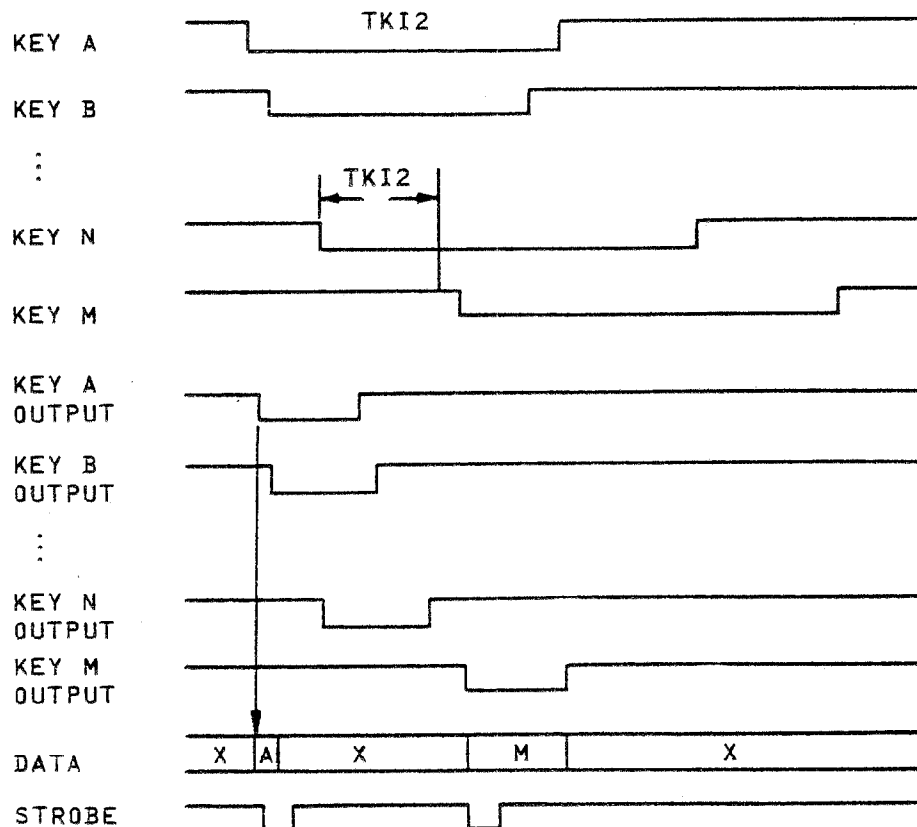 TKI2
KEY A
KEY B
TKI2
KEY N
KEY M
KEY A
OUTPUT
KEY B
OUTPUT
KEY N
OUTPUT
KEY M
OUTPUT
DATA X A X M X
STROBE